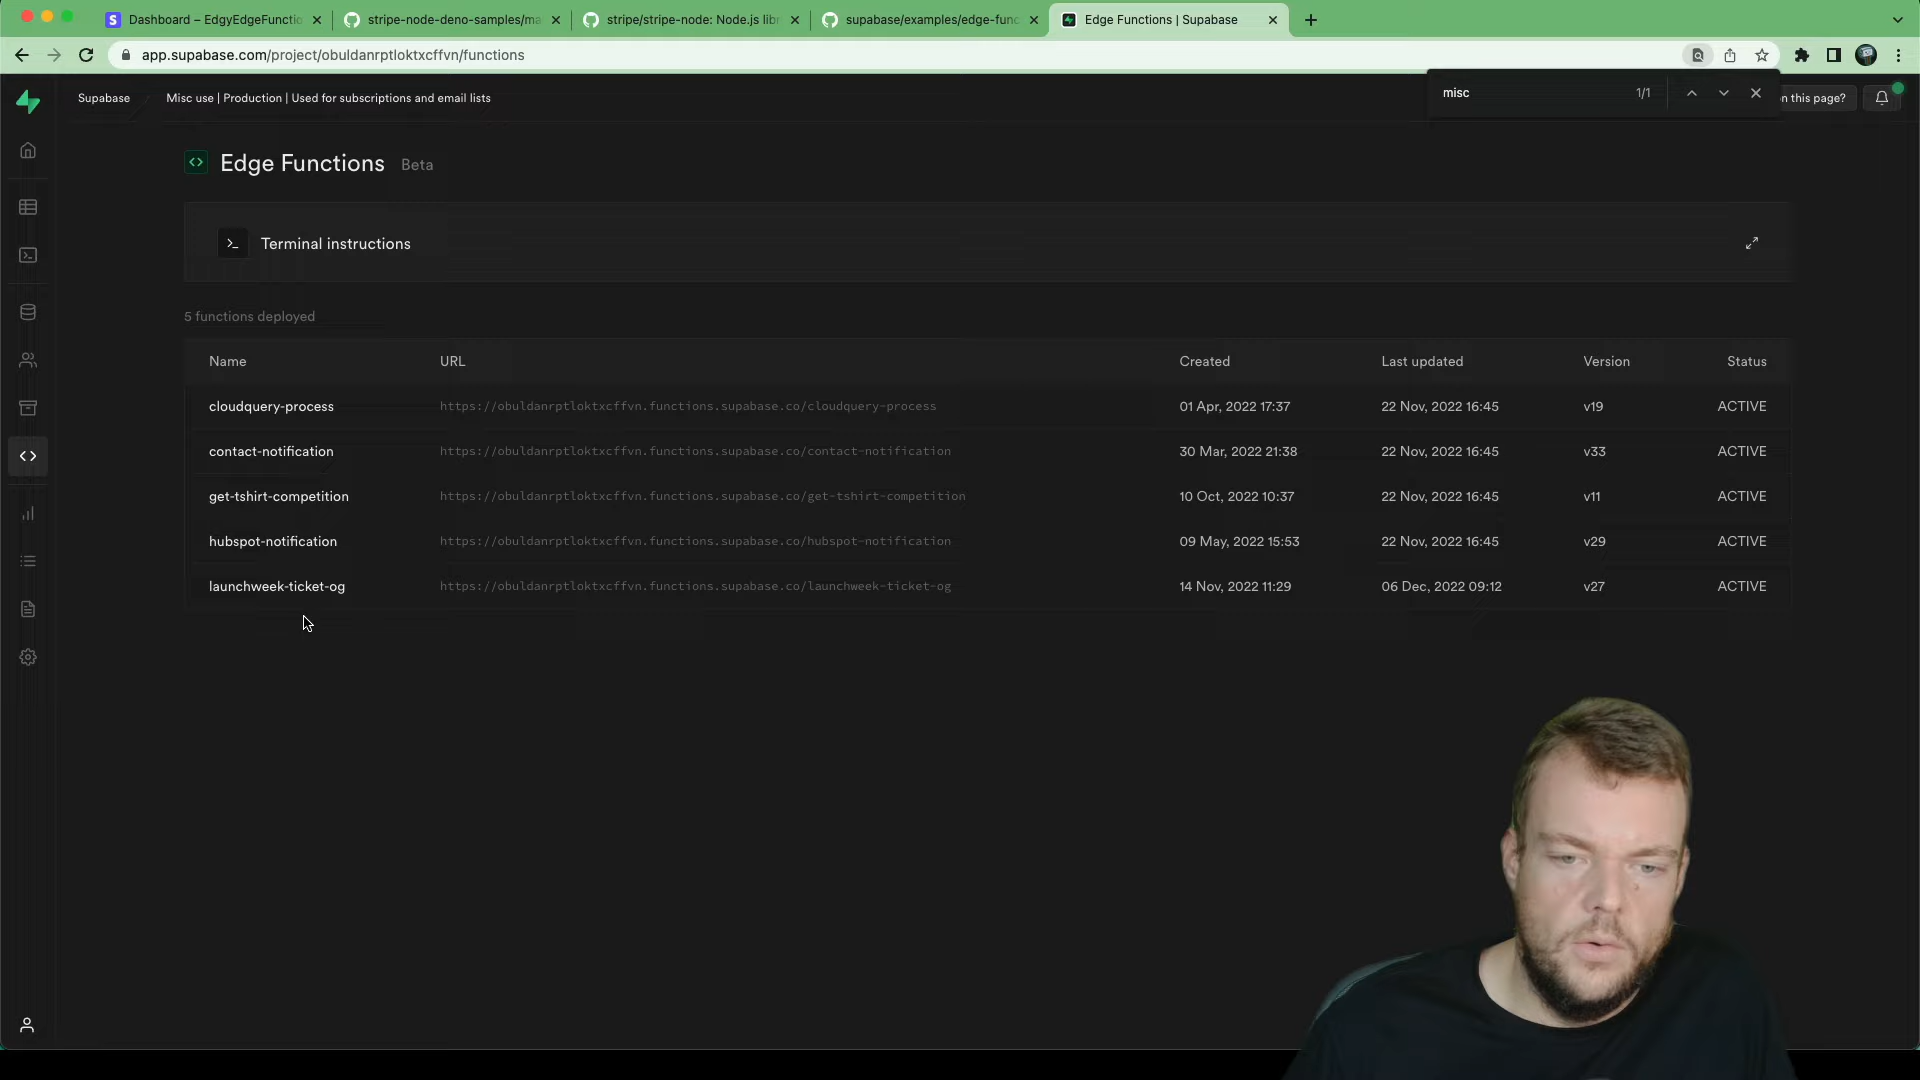 Dashboard – EdgyEdgeFunctio
stripe-node-deno-samples/ma
stripe/stripe-node: Node.js libr
supabase/examples/edge-func
Edge Functions | Supabase
app.supabase.com/project/obuldanrptloktxcffvn/functions
Supabase
Misc use | Production | Used for subscriptions and email lists
misc
1/1
on this page?
Edge Functions
Beta
Terminal instructions
5 functions deployed
Name URL Created Last updated Version Status
cloudquery-process https://obuldanrptloktxcffvn.functions.supabase.co/cloudquery-process 01 Apr, 2022 17:37 22 Nov, 2022 16:45 v19 ACTIVE
contact-notification https://obuldanrptloktxcffvn.functions.supabase.co/contact-notification 30 Mar, 2022 21:38 22 Nov, 2022 16:45 v33 ACTIVE
get-tshirt-competition https://obuldanrptloktxcffvn.functions.supabase.co/get-tshirt-competition 10 Oct, 2022 10:37 22 Nov, 2022 16:45 v11 ACTIVE
hubspot-notification https://obuldanrptloktxcffvn.functions.supabase.co/hubspot-notification 09 May, 2022 15:53 22 Nov, 2022 16:45 v29 ACTIVE
launchweek-ticket-og https://obuldanrptloktxcffvn.functions.supabase.co/launchweek-ticket-og 14 Nov, 2022 11:29 06 Dec, 2022 09:12 v27 ACTIVE